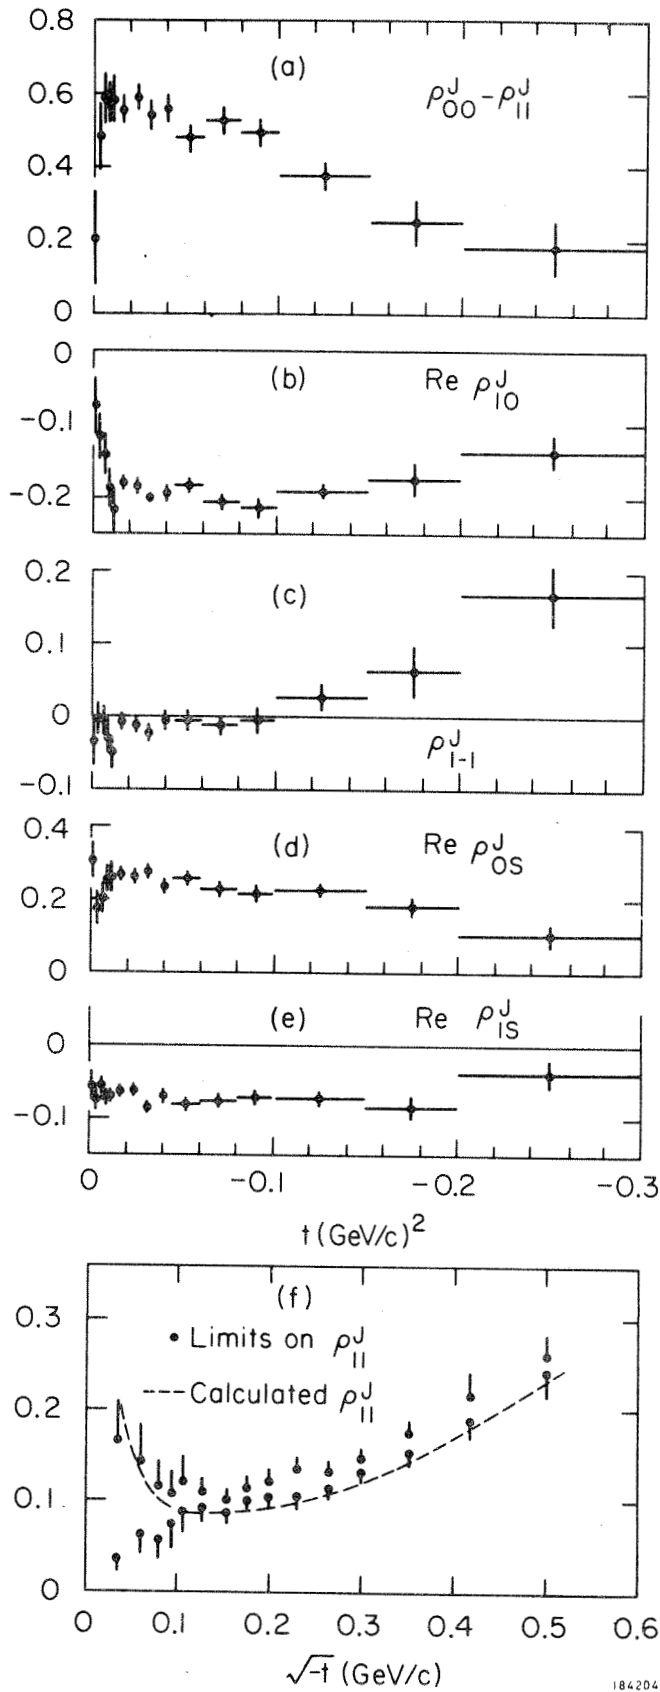 0.8
(a)
ρ^J_00 - ρ^J_11
0.6
0.4
0.2
0
0
(b)
Re ρ^J_10
-0.1
-0.2
0.2
(c)
0.1
0
ρ^J_1-1
-0.1
0.4
(d)
Re ρ^J_0S
0.2
0
(e)
Re ρ^J_1S
0
-0.1
0 -0.1 -0.2 -0.3
t (GeV/c)^2
(f)
0.3
Limits on ρ^J_11
---Calculated ρ^J_11
0.2
0.1
0
0 0.1 0.2 0.3 0.4 0.5 0.6
√-t (GeV/c)
1842D4